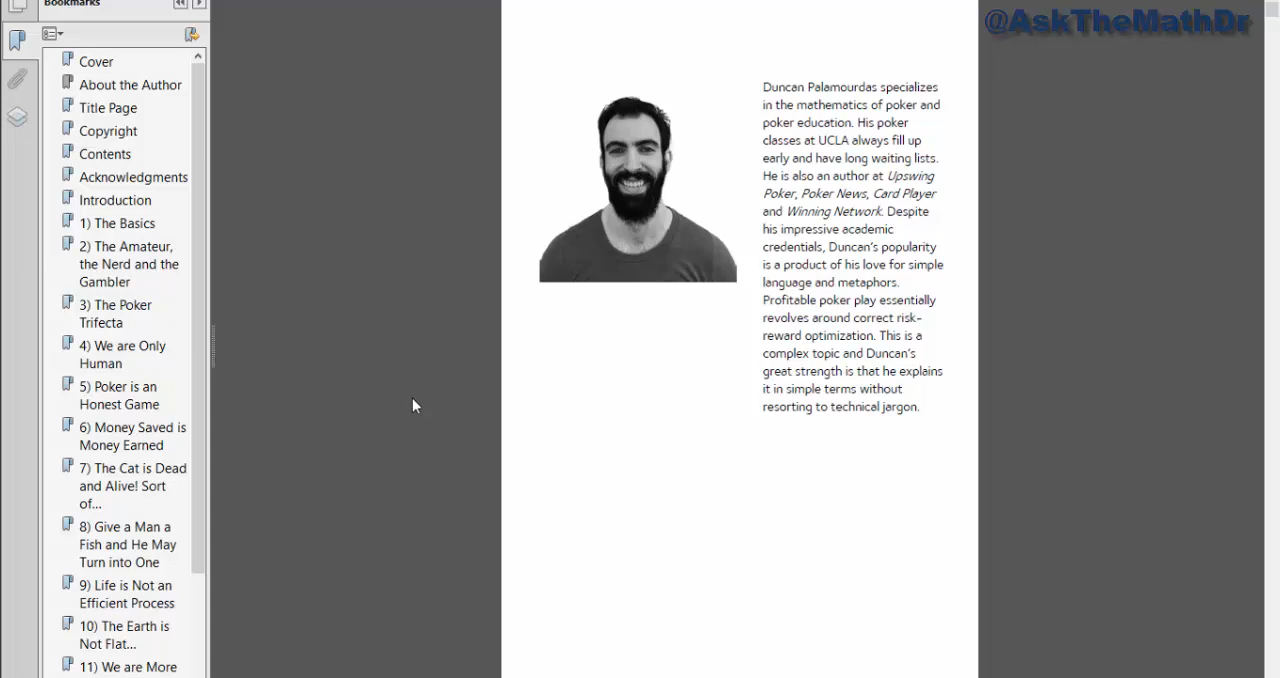 Bookmarks
@AskTheMathDr
Cover
About the Author
Title Page
Copyright
Contents
Acknowledgments
Introduction
1) The Basics
2) The Amateur,
the Nerd and the
Gambler
3) The Poker
Trifecta
4) We are Only
Human
5) Poker is an
Honest Game
6) Money Saved is
Money Earned
7) The Cat is Dead
and Alive! Sort
of...
8) Give a Man a
Fish and He May
Turn into One
9) Life is Not an
Efficient Process
10) The Earth is
Not Flat...
11) We are More
Duncan Palamourdas specializes
in the mathematics of poker and
poker education. His poker
classes at UCLA always fill up
early and have long waiting lists.
He is also an author at Upswing
Poker, Poker News, Card Player
and Winning Network. Despite
his impressive academic
credentials, Duncan's popularity
is a product of his love for simple
language and metaphors.
Profitable poker play essentially
revolves around correct risk-
reward optimization. This is a
complex topic and Duncan's
great strength is that he explains
it in simple terms without
resorting to technical jargon.